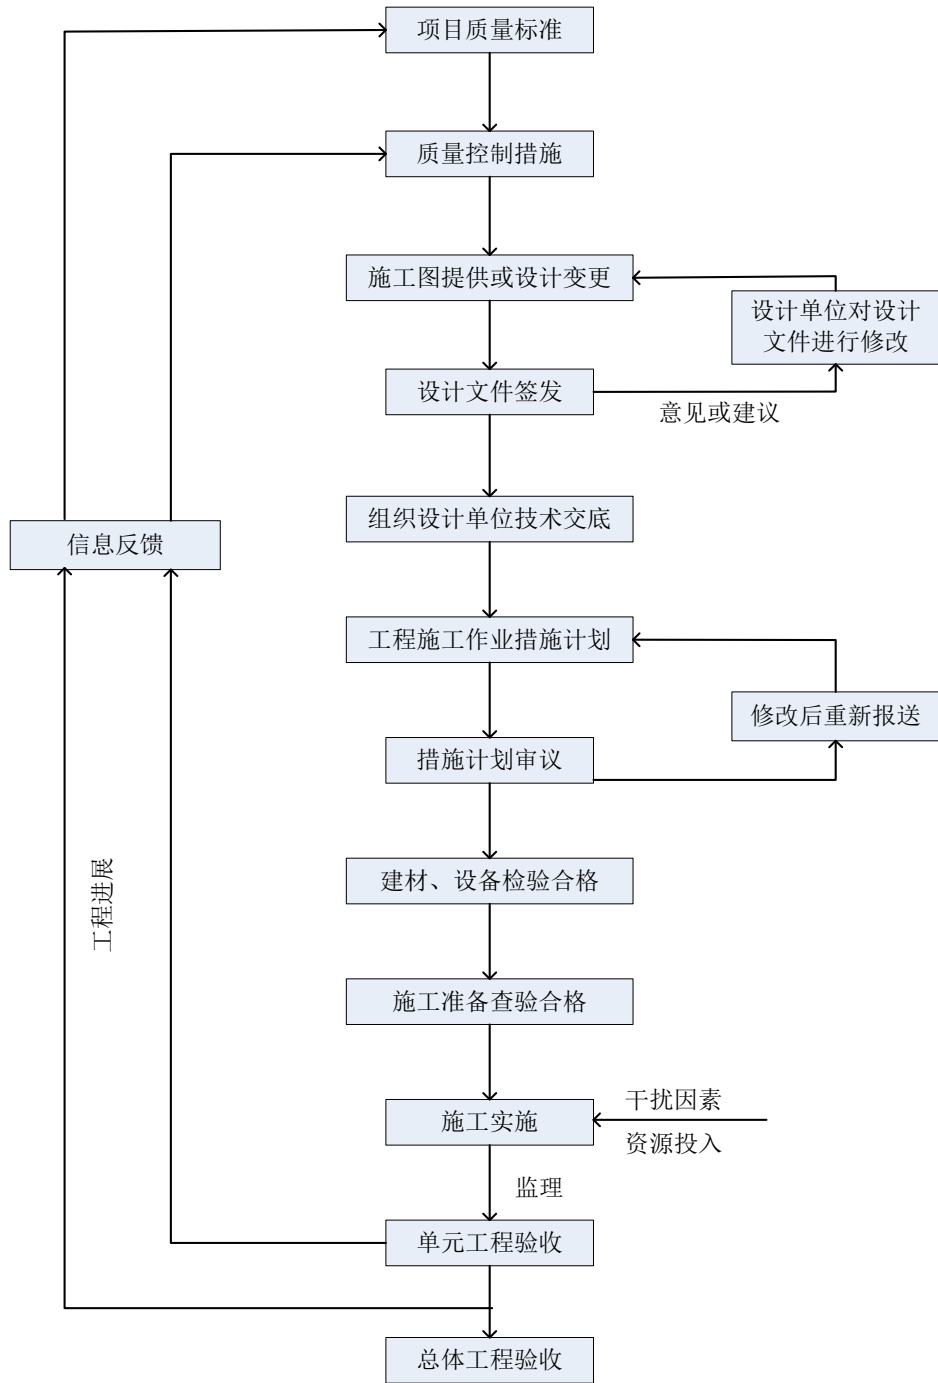 项目质量标准
质量控制措施
施工图提供或设计变更
设计单位对设计
文件进行修改
设计文件签发
意见或建议
组织设计单位技术交底
信息反馈
工程施工作业措施计划
修改后重新报送
措施计划审议
工程进展
建材、设备检验合格
施工准备查验合格
干扰因素
施工实施
资源投入
监理
单元工程验收
总体工程验收